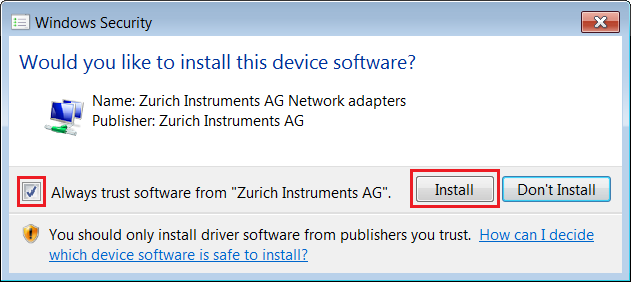 Windows Security
Would you like to install this device software?
Name: Zurich Instruments AG Network adapters
Publisher: Zurich Instruments AG
Always trust software from "Zurich Instruments AG".
Install
Don't Install
You should only install driver software from publishers you trust. How can I decide
which device software is safe to install?